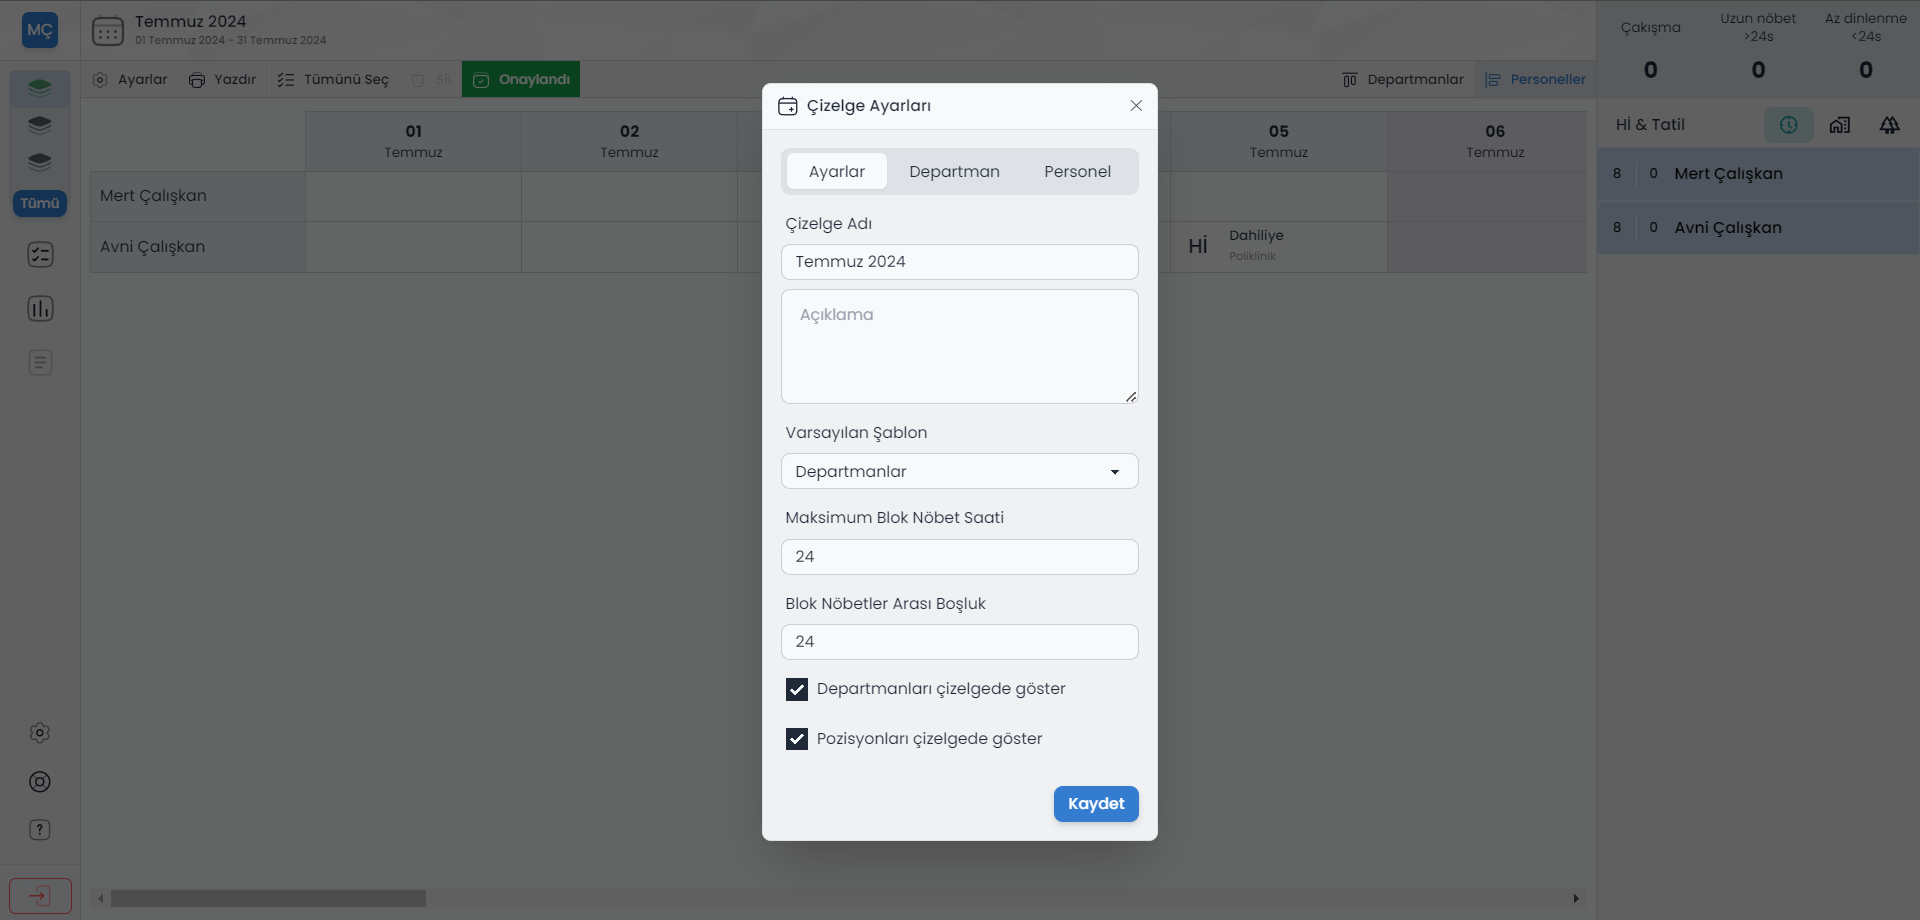 MÇ
Temmuz 2024
01 Temmuz 2024 - 31 Temmuz 2024
Ayarlar
Yazdır
Tümünü Seç
Sil
Onaylandı
Departmanlar
Personeller
Çakışma
0
Uzun nöbet
>24s
0
Az dinlenme
<24s
0
Tümü
01
Temmuz
02
Temmuz
05
Temmuz
06
Temmuz
Mert Çalışkan
Avni Çalışkan
Hİ
Dahiliye
Poliklinik
Hİ & Tatil
8 0 Mert Çalışkan
8 0 Avni Çalışkan
Çizelge Ayarları
Ayarlar
Departman
Personel
Çizelge Adı
Temmuz 2024
Açıklama
Varsayılan Şablon
Departmanlar
Maksimum Blok Nöbet Saati
24
Blok Nöbetler Arası Boşluk
24
Departmanları çizelgede göster
Pozisyonları çizelgede göster
Kaydet
?